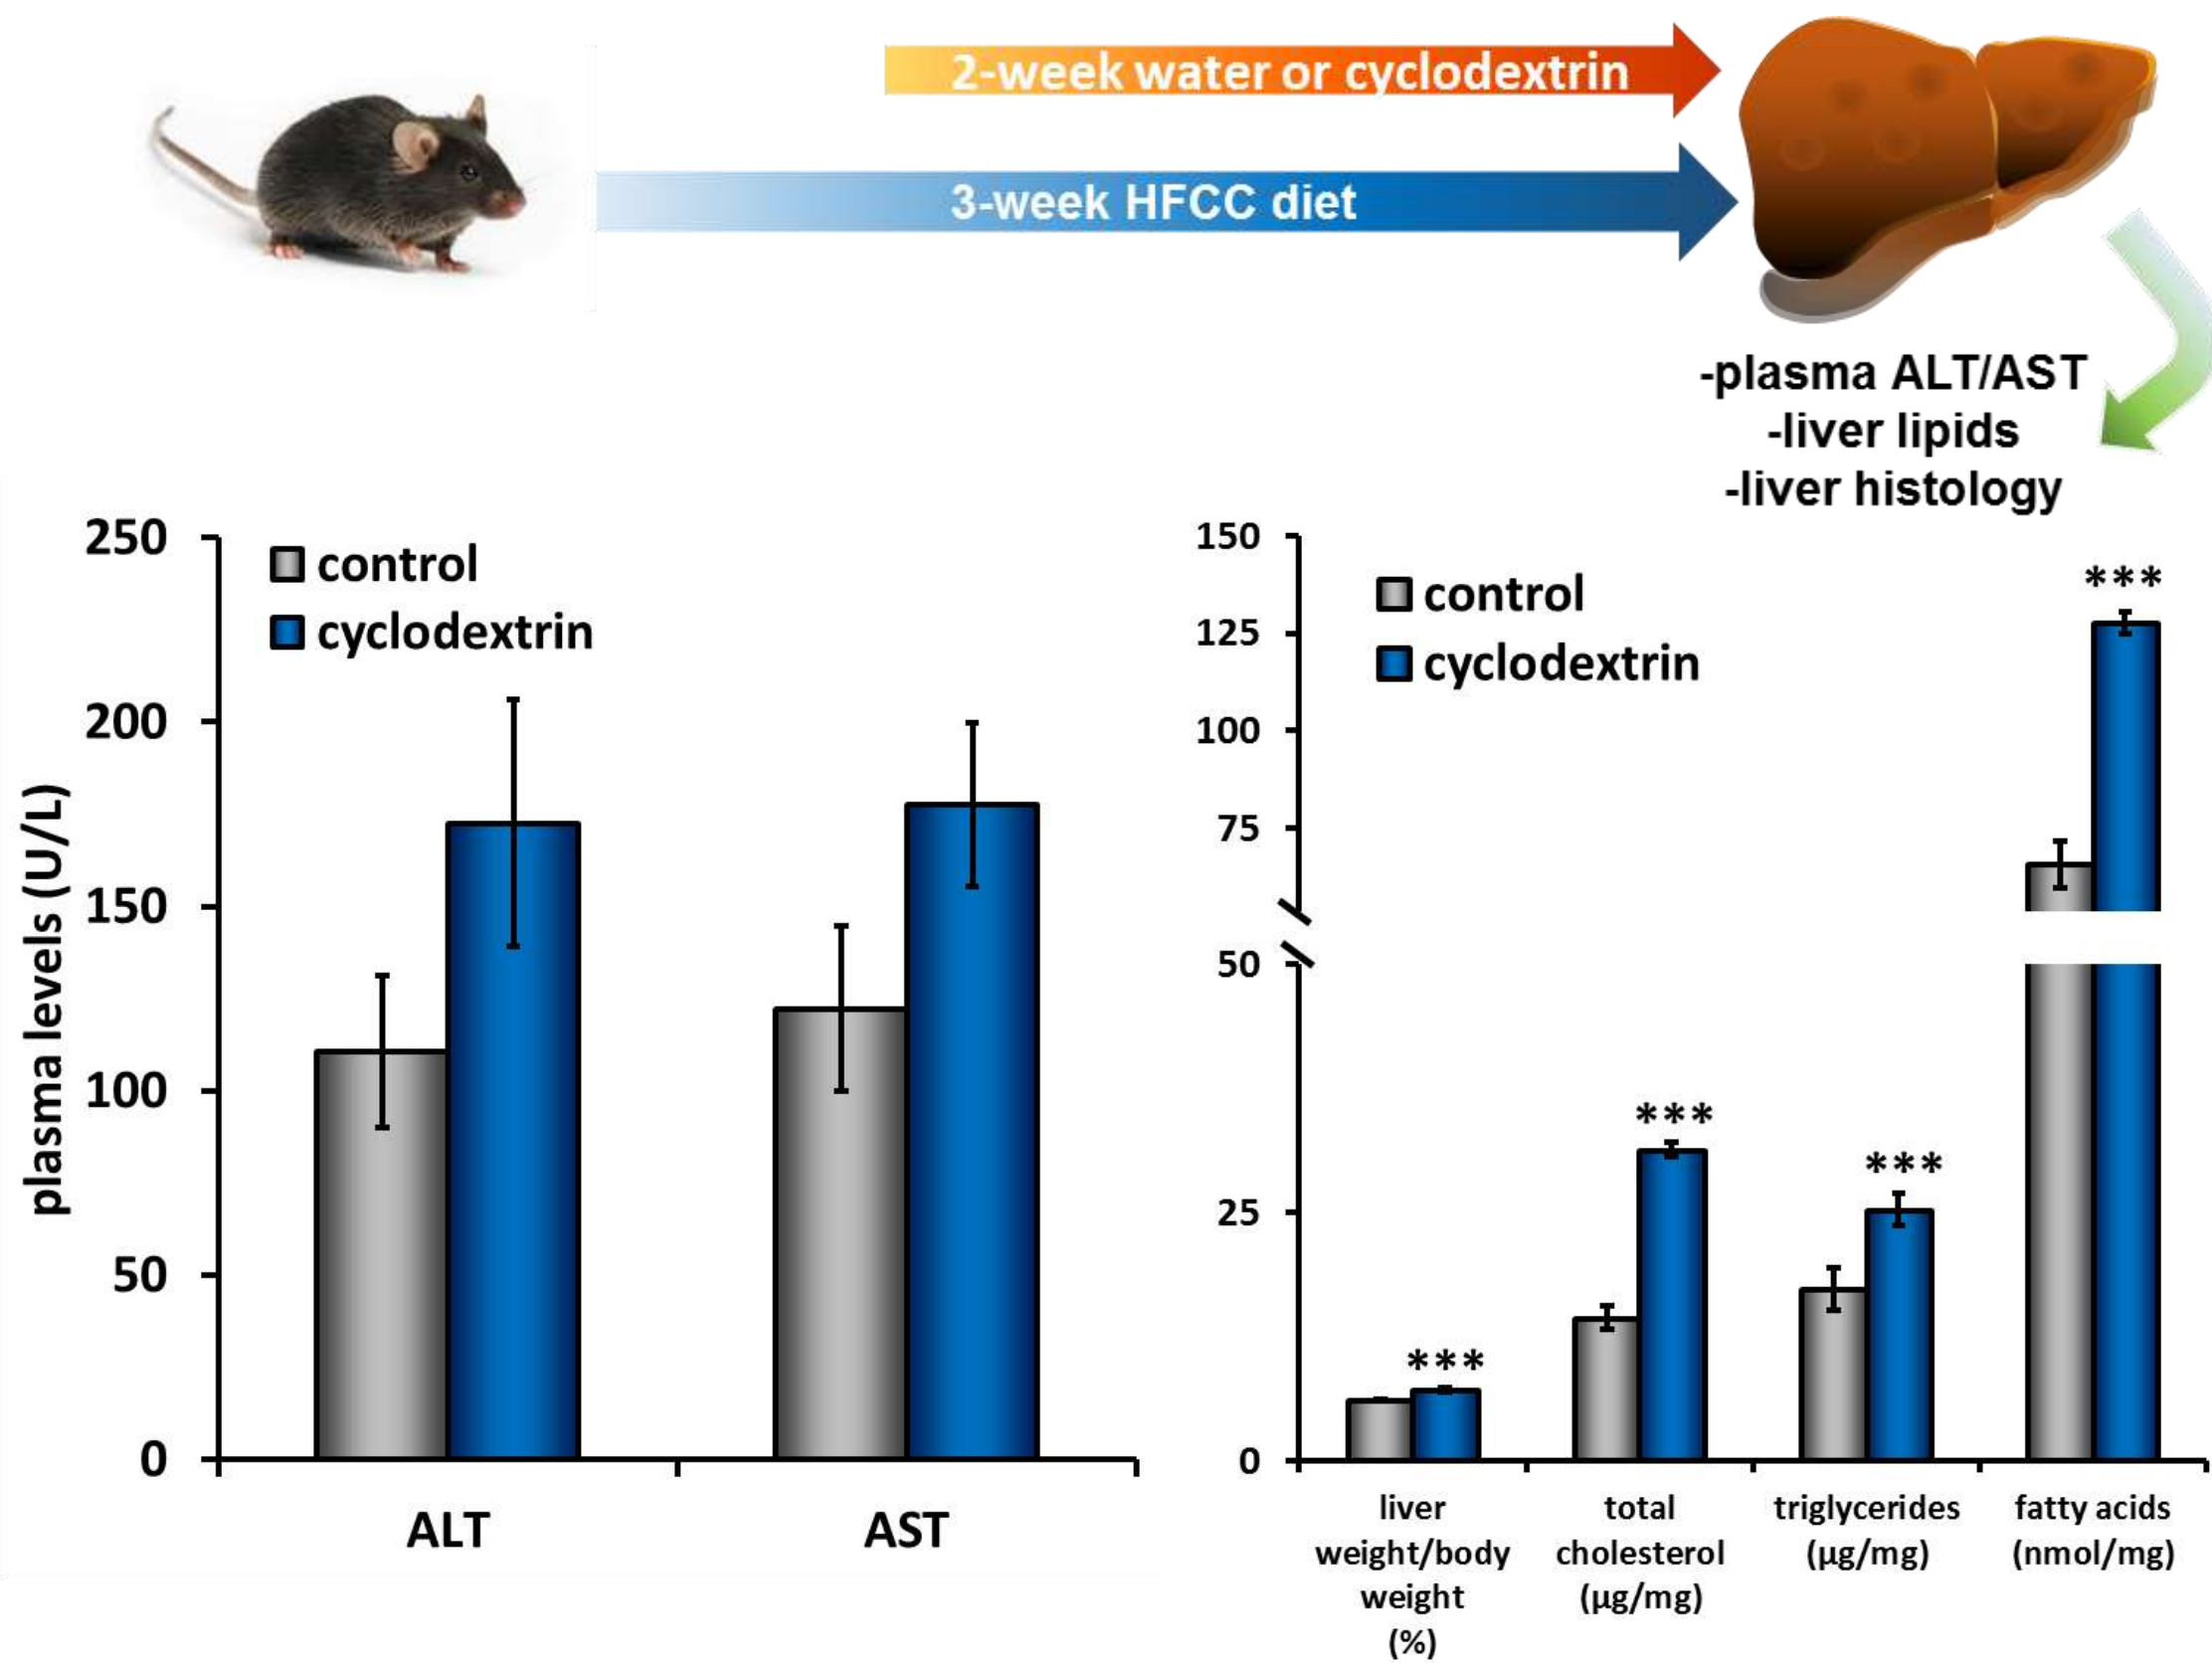 2-week water or cyclodextrin
3-week HFCC diet
-plasma ALT/AST
-liver lipids
-liver histology
plasma levels (U/L)
250
200
150
100
50
0
control
cyclodextrin
ALT
AST
150
125
100
75
50
25
0
control
cyclodextrin
***
***
***
***
liver
weight/body
weight
(%)
total
cholesterol
(µg/mg)
triglycerides
(µg/mg)
fatty acids
(nmol/mg)